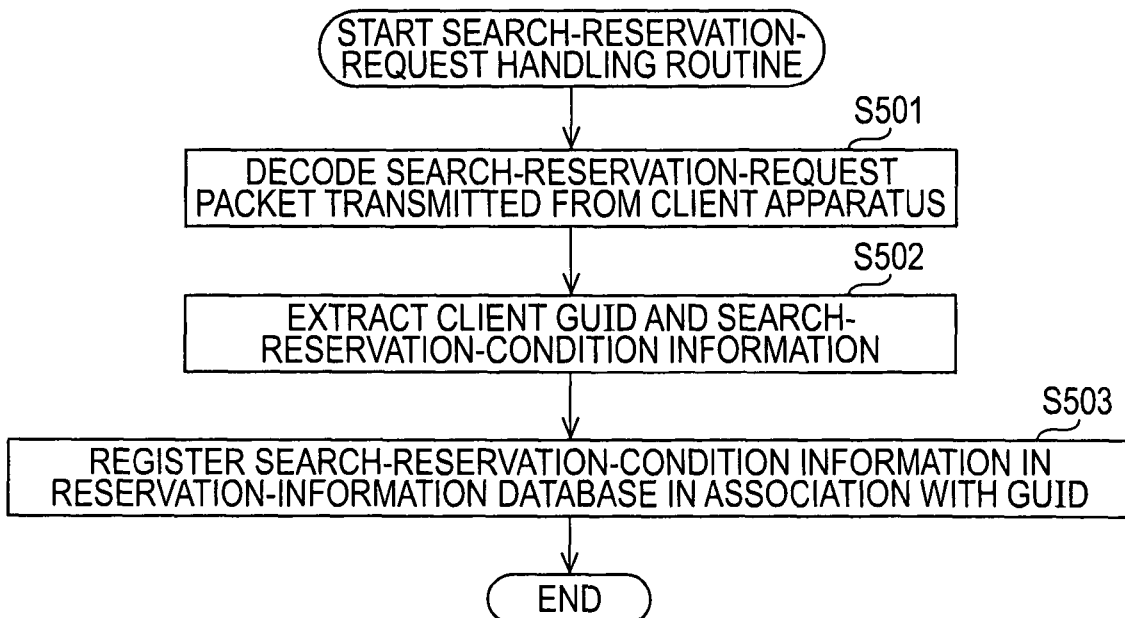 START SEARCH-RESERVATION-
REQUEST HANDLING ROUTINE
S501
DECODE SEARCH-RESERVATION-REQUEST
PACKET TRANSMITTED FROM CLIENT APPARATUS
S502
EXTRACT CLIENT GUID AND SEARCH-
RESERVATION-CONDITION INFORMATION
S503
REGISTER SEARCH-RESERVATION-CONDITION INFORMATION IN
RESERVATION-INFORMATION DATABASE IN ASSOCIATION WITH GUID
END